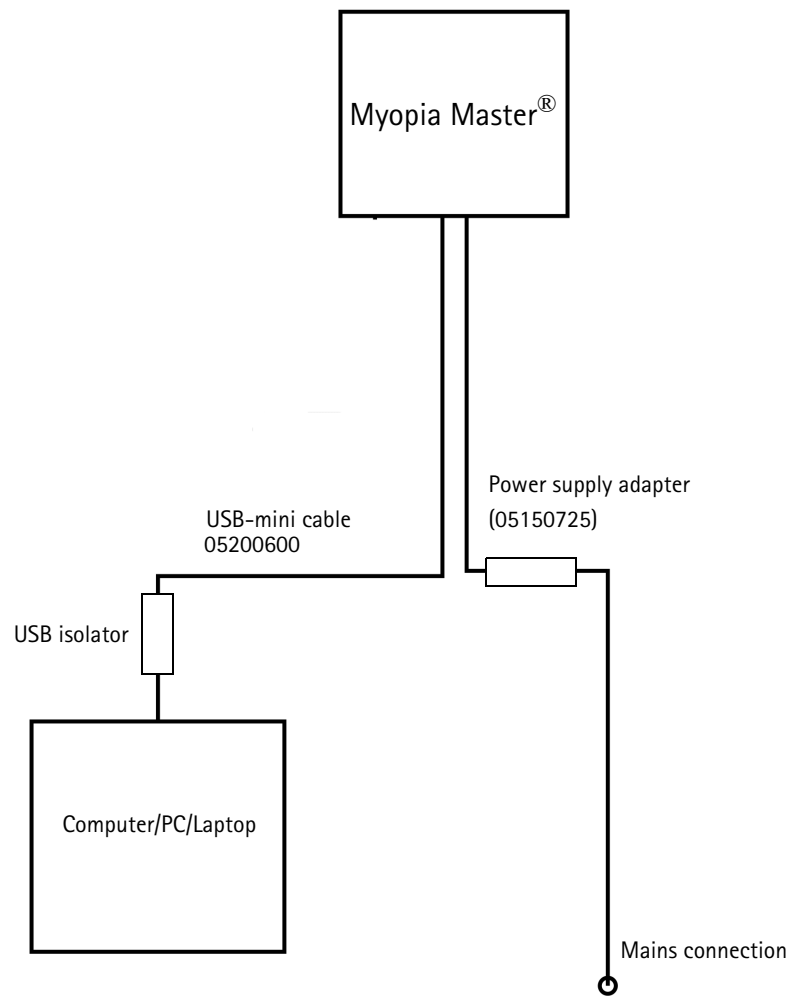 Myopia Master®
Power supply adapter
(05150725)
USB-mini cable
05200600
USB isolator
Computer/PC/Laptop
Mains connection